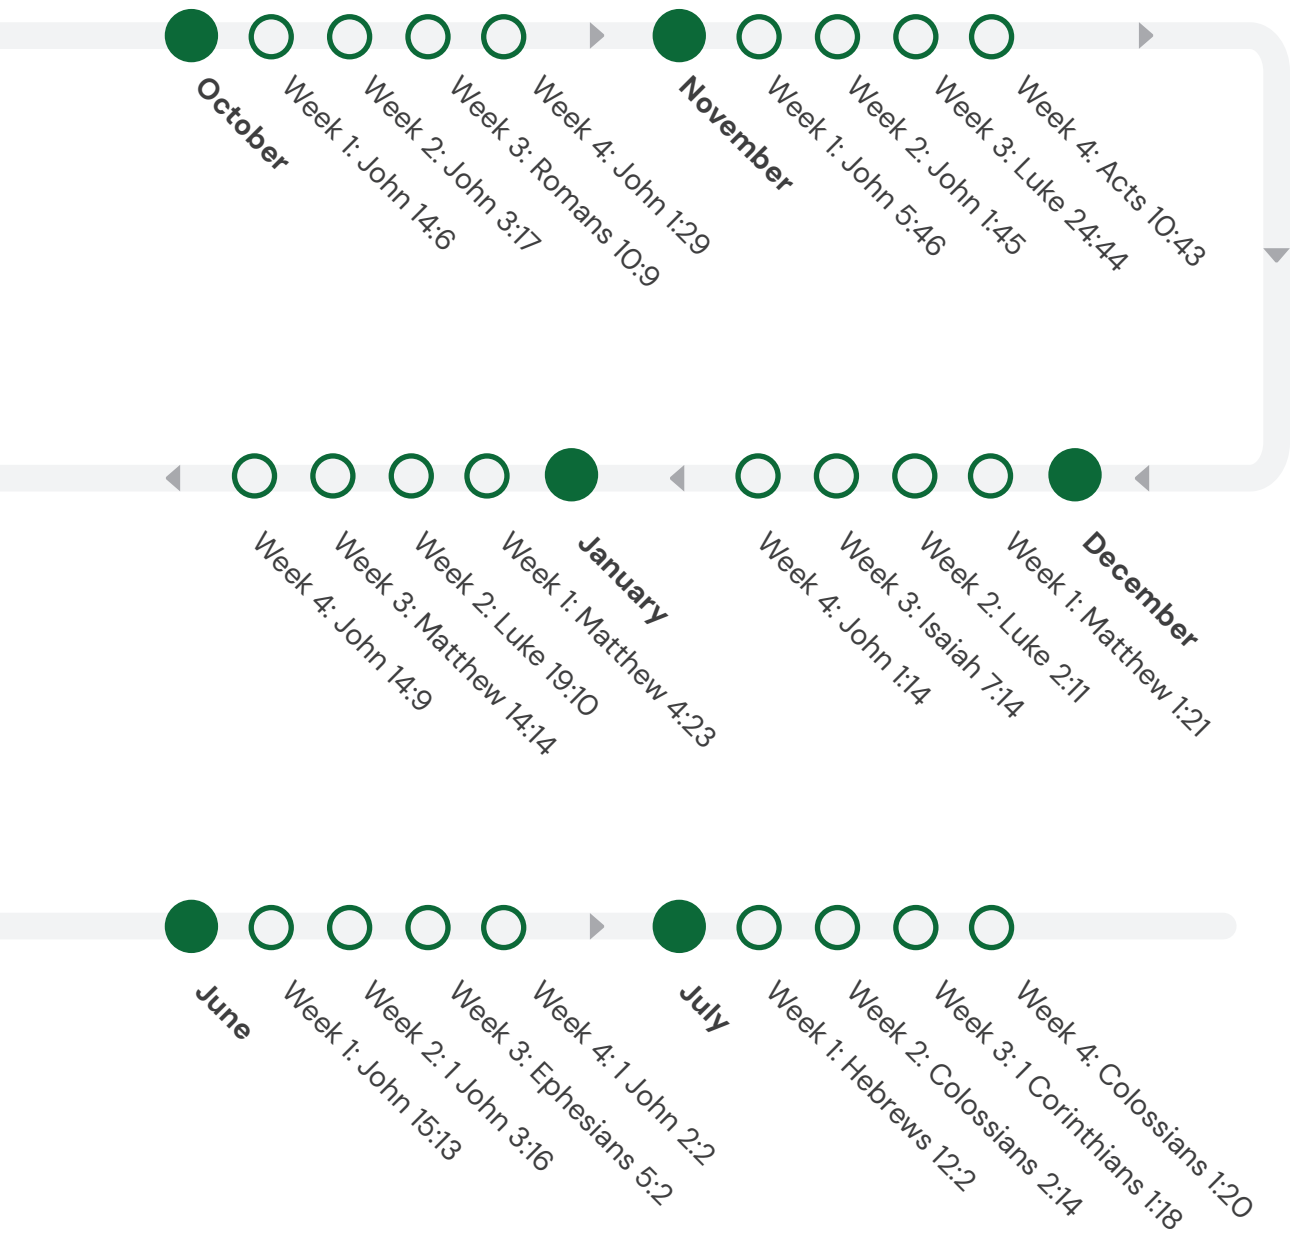 October
Week 1: John 14:6
Week 2: John 3:17
Week 3: Romans 10:9
Week 4: John 1:29
November
Week 1: John 5:46
Week 2: John 1:45
Week 3: Luke 24:44
Week 4: Acts 10:43
December
Week 1: Matthew 1:21
Week 2: Luke 2:11
Week 3: Isaiah 7:14
Week 4: John 1:14
January
Week 1: Matthew 4:23
Week 2: Luke 19:10
Week 3: Matthew 14:14
Week 4: John 14:9
June
Week 1: John 15:13
Week 2: 1 John 3:16
Week 3: Ephesians 5:2
Week 4: 1 John 2:2
July
Week 1: Hebrews 12:2
Week 2: Colossians 2:14
Week 3: 1 Corinthians 1:18
Week 4: Colossians 1:20